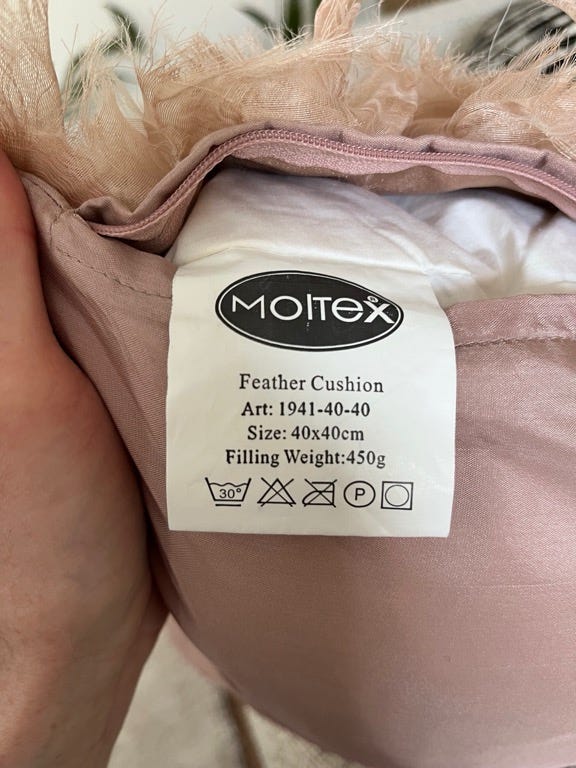 MOLTEX ®
Feather Cushion
Art: 1941-40-40
Size: 40x40cm
Filling Weight:450g
30° P